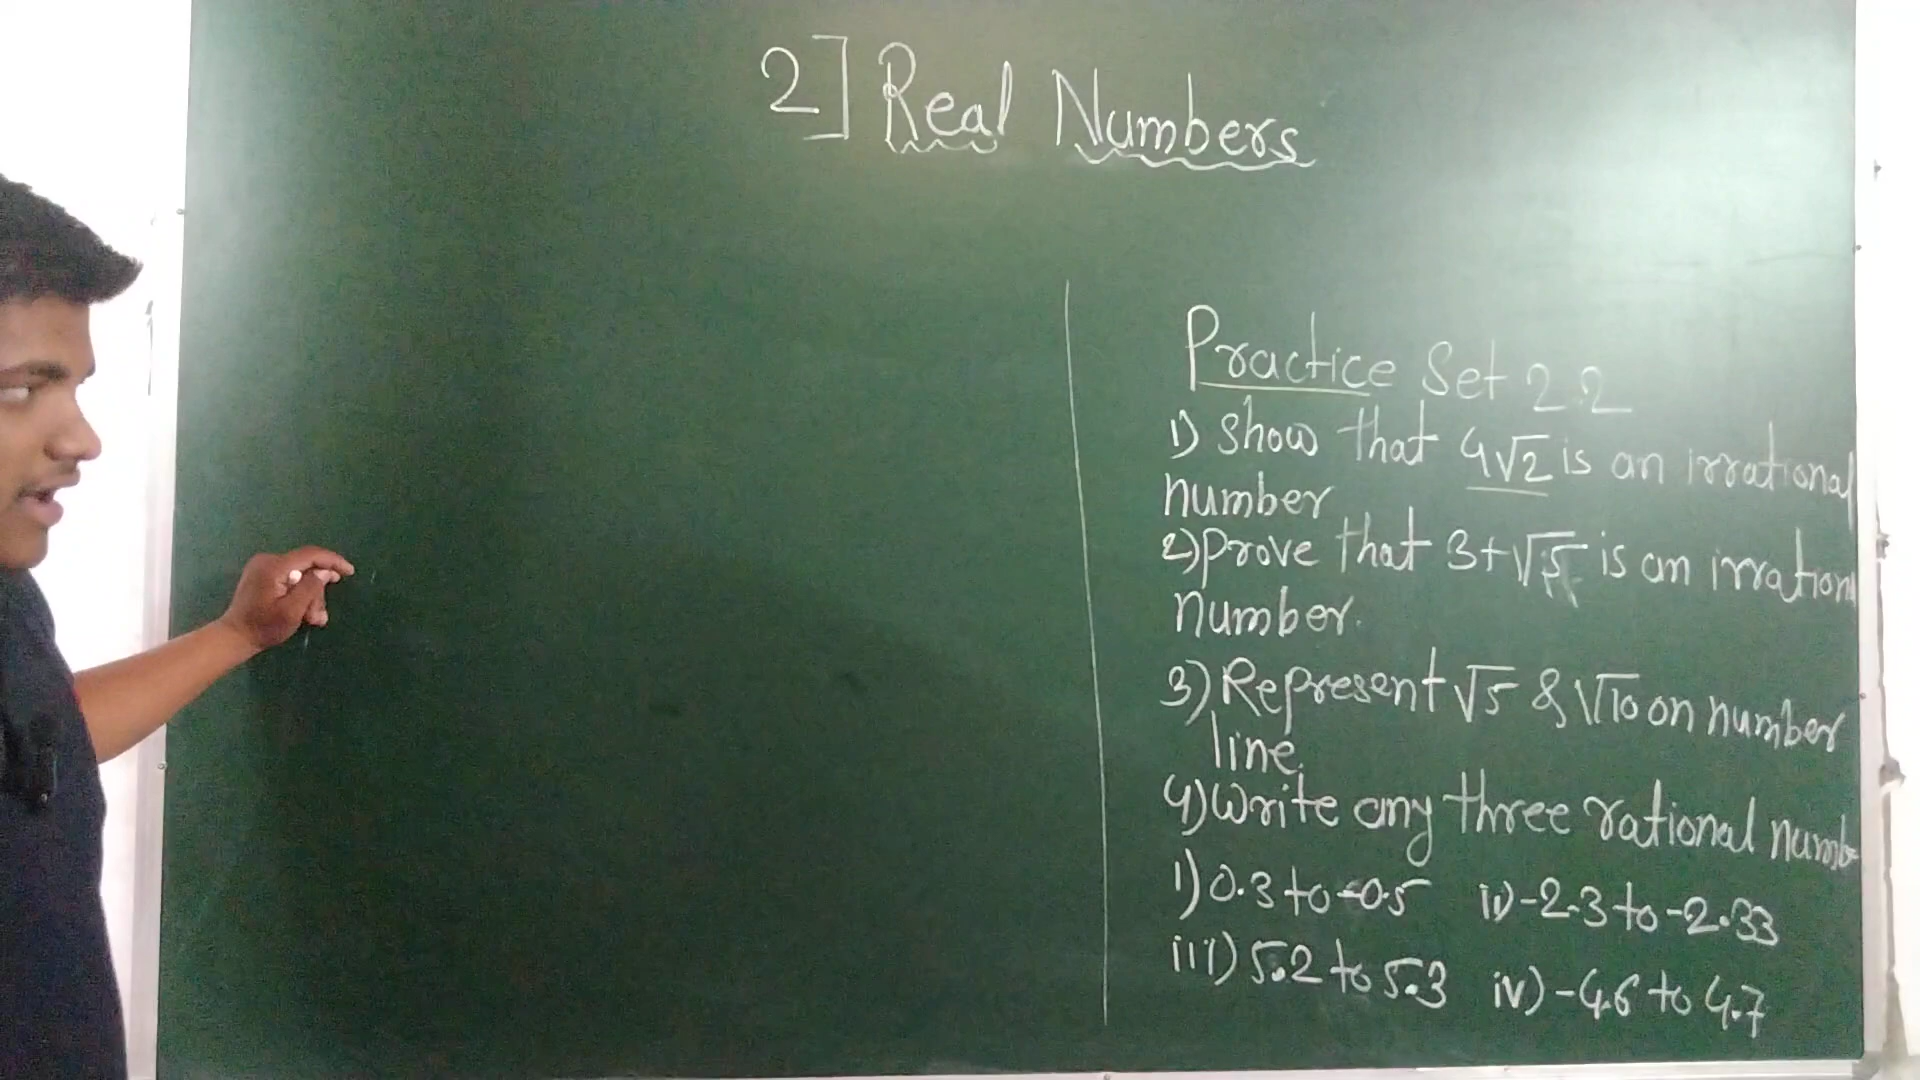 2] Real Numbers
Practice Set 2.2
1) Show that 4√2 is an irrational
number
2) Prove that 3+√5 is an irration
number.
3) Represent √5 & √10 on number
line.
4) Write any three rational numbe
i) 0.3 to -0.5 ii) -2.3 to -2.33
iii) 5.2 to 5.3 iv) -4.6 to 4.7